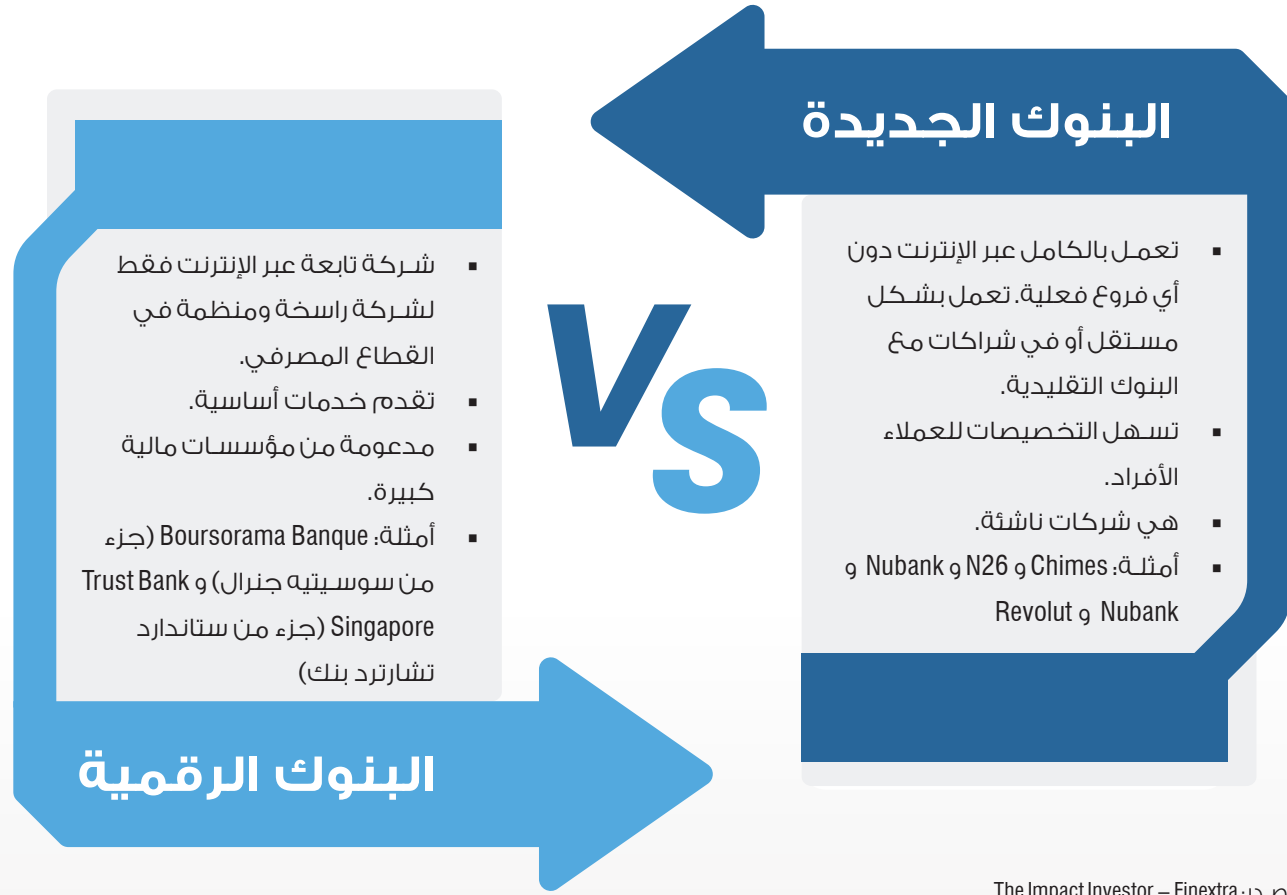 البنوك الجديدة
▪ تعمل بالكامل عبر الإنترنت دون
أي فروع فعلية. تعمل بشكل
مستقل أو في شراكات مع
البنوك التقليدية.
▪ تسهل التخصيصات للعملاء
الأفراد.
▪ هي شركات ناشئة.
▪ أمثلة: Chimes و N26 و Nubank و
Nubank و Revolut
VS
▪ شركة تابعة عبر الإنترنت فقط
لشركة راسخة ومنظمة في
القطاع المصرفي.
▪ تقدم خدمات أساسية.
▪ مدعومة من مؤسسات مالية
كبيرة.
▪ أمثلة: Boursorama Banque (جزء
من سوسيتيه جنرال) و Trust Bank
Singapore (جزء من ستاندارد
تشارترد بنك)
البنوك الرقمية
The Impact Investor – Finextra